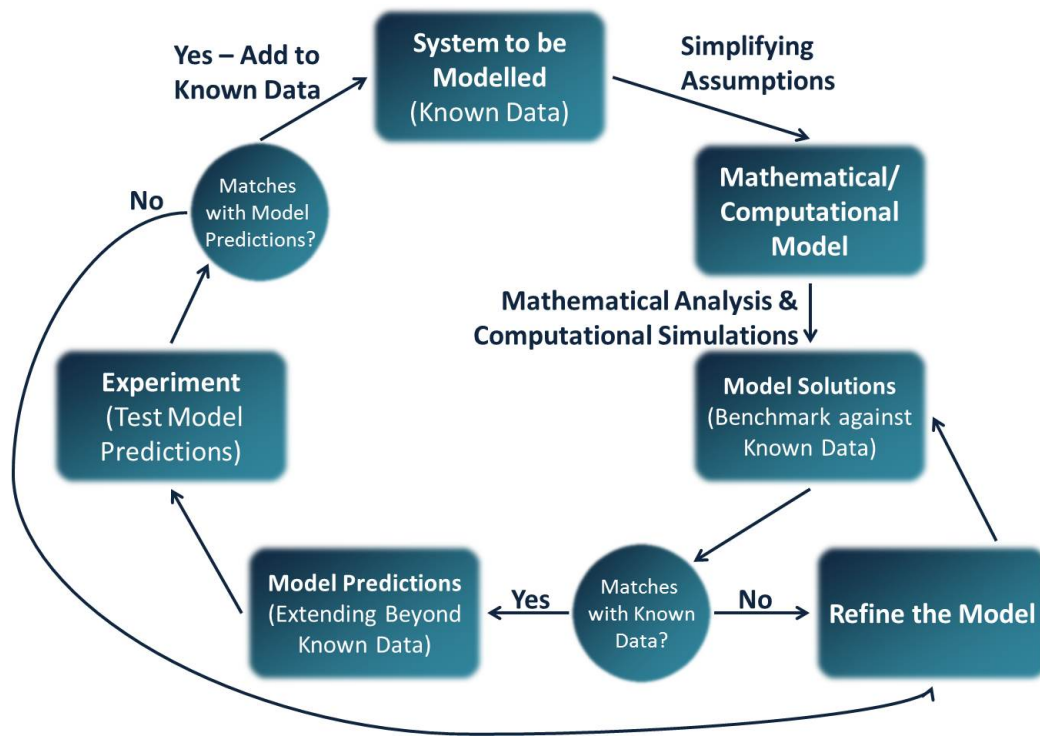 System to be
Modelled
(Known Data)
Simplifying
Assumptions
Mathematical/
Computational
Model
Mathematical Analysis &
Computational Simulations
Model Solutions
(Benchmark against
Known Data)
Matches
with Known
Data?
No
Refine the Model
Yes
Model Predictions
(Extending Beyond
Known Data)
Experiment
(Test Model
Predictions)
Matches
with Model
Predictions?
No
Yes – Add to
Known Data